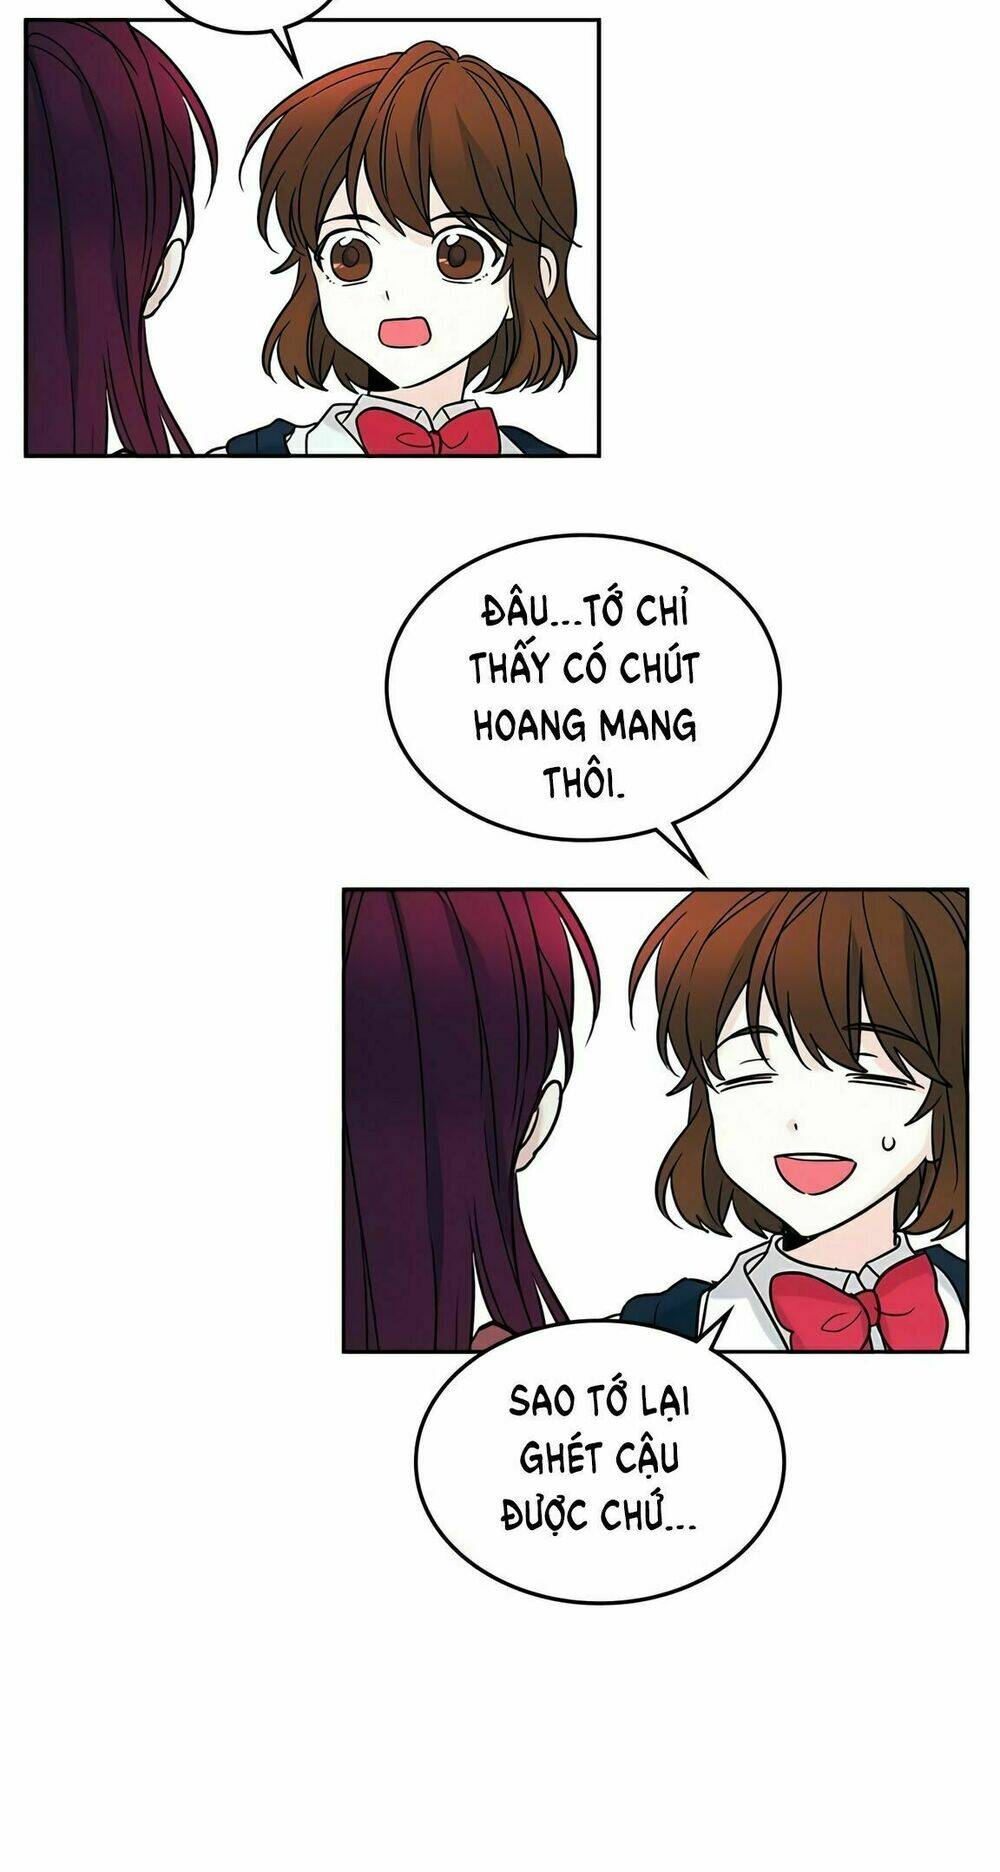 ĐÂU...TỚ CHỈ
THẤY CÓ CHÚT
HOANG MANG
THÔI.
SAO TỚ LẠI
GHÉT CẬU
ĐƯỢC CHỨ...